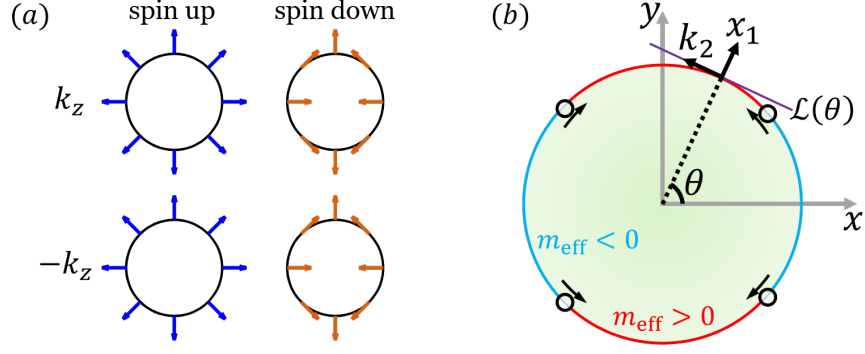 (a) spin up spin down
k_z
−k_z
(b)
y
k_2 x_1
ℒ(θ)
θ
x
m_eff < 0
m_eff > 0